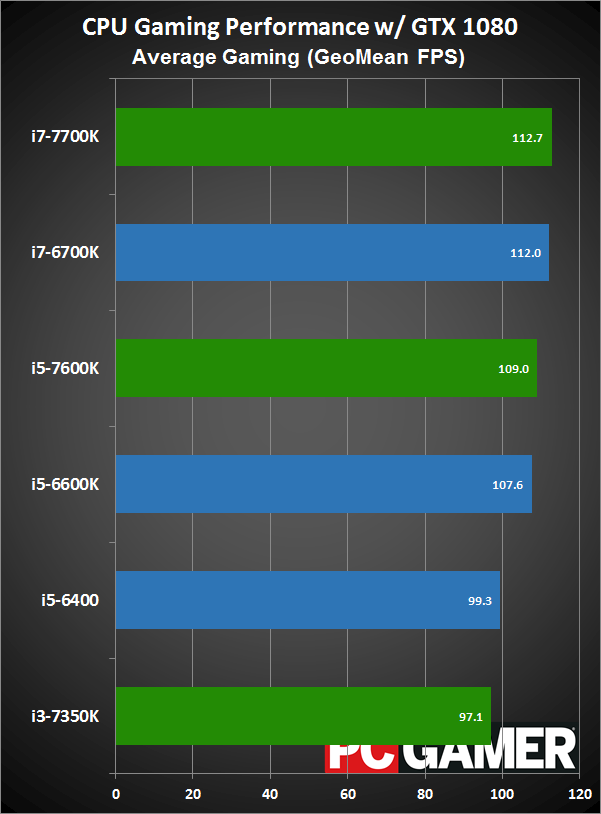 CPU Gaming Performance w/ GTX 1080
Average Gaming (GeoMean FPS)
i7-7700K 112.7
i7-6700K 112.0
i5-7600K 109.0
i5-6600K 107.6
i5-6400 99.3
i3-7350K 97.1
PC GAMER
0 20 40 60 80 100 120